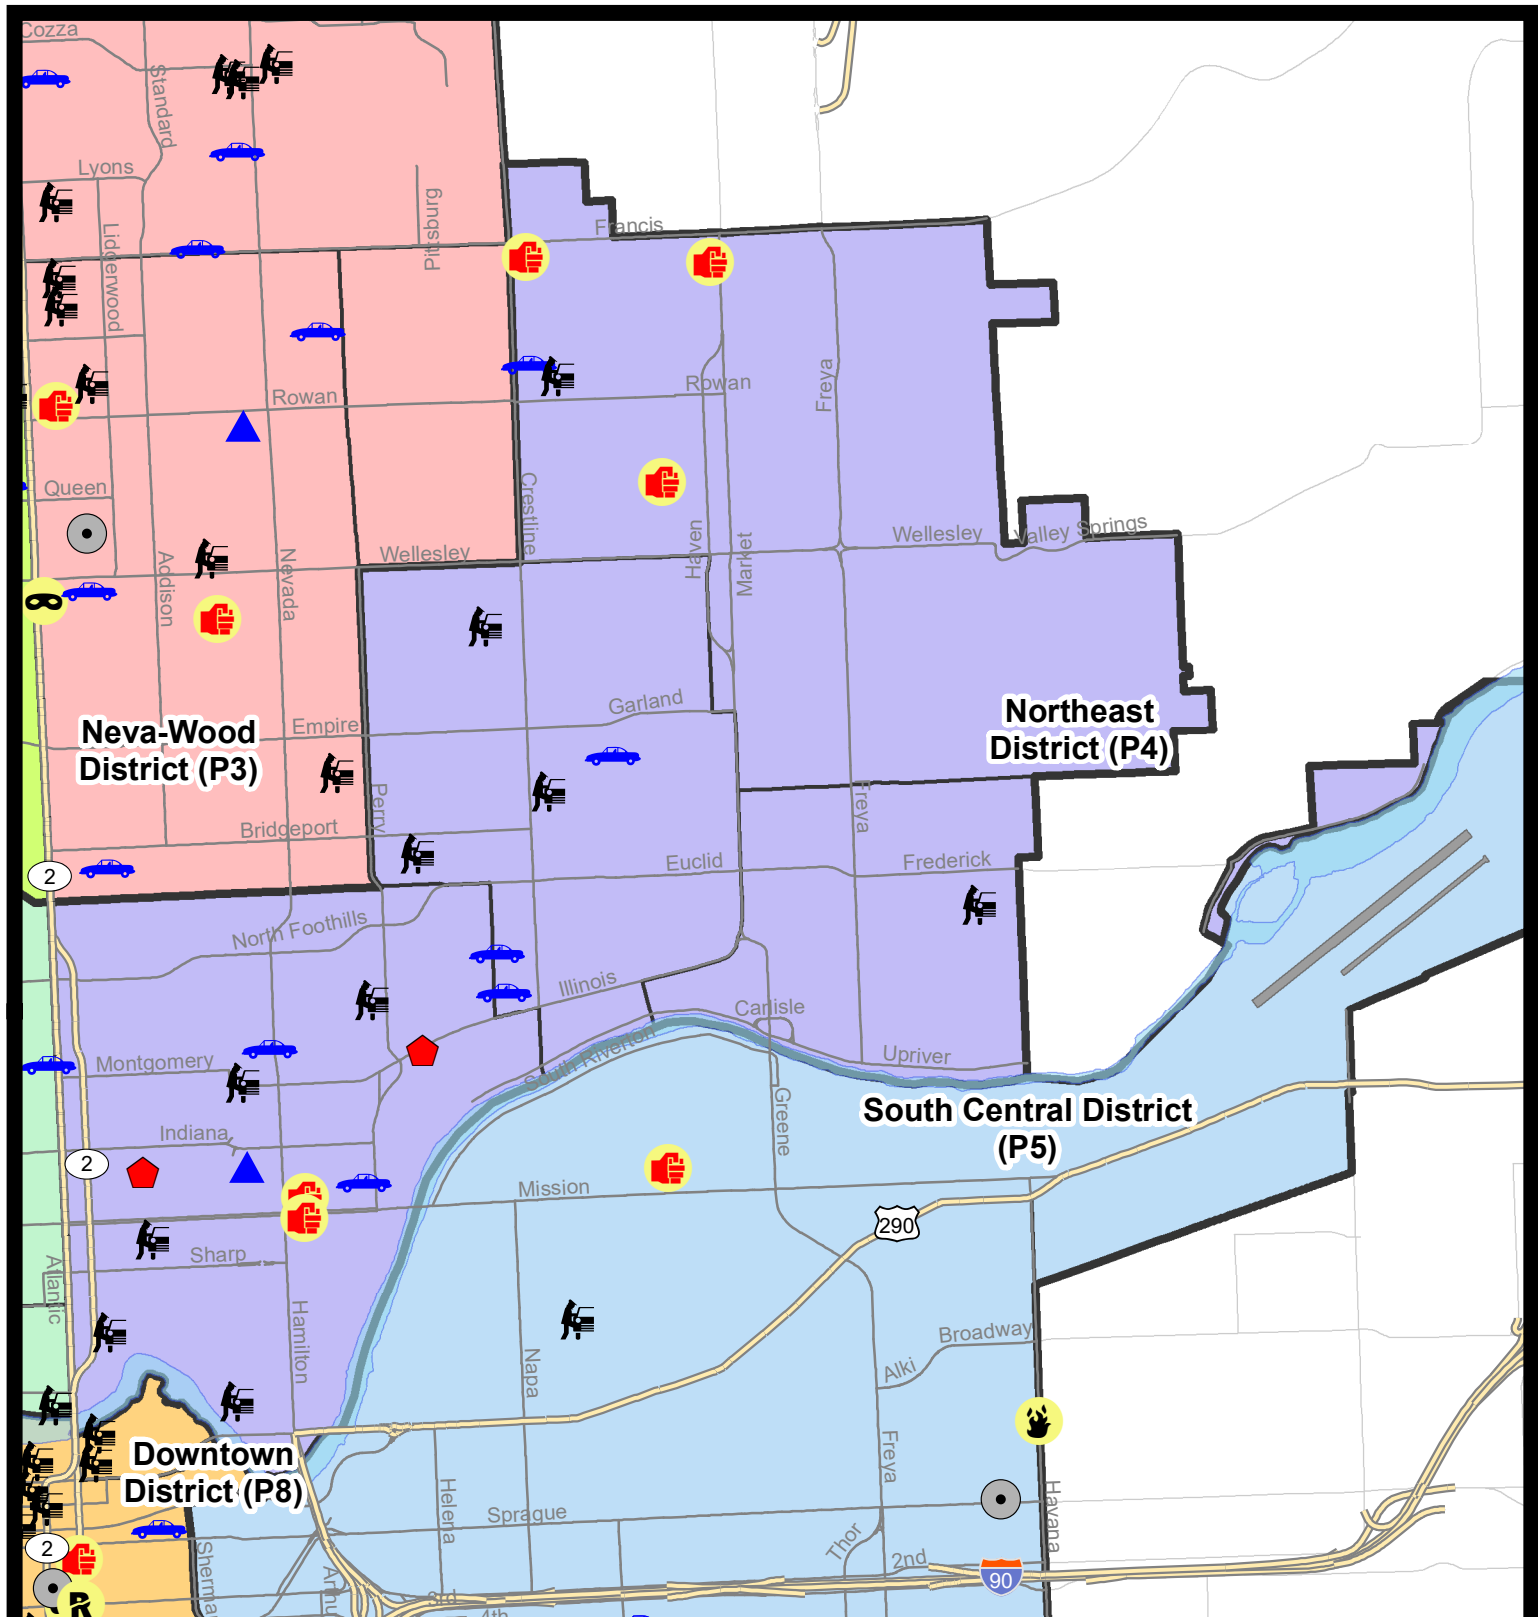 Cozza
Standard
Lyons
Lidgerwood
Pittsburg
Francis
Rowan
Rowan
Freya
Queen
Crestline
Haven
Market
Wellesley
Valley Springs
Wellesley
Addison
Nevada
Garland
Northeast
District (P4)
Neva-Wood
District (P3)
Empire
Perry
Bridgeport
Freya
Euclid
Frederick
2
North Foothills
Illinois
Carlisle
South Riverton
Upriver
Montgomery
Greene
South Central District
(P5)
Indiana
2
Mission
290
Sharp
Atlantic
Hamilton
Napa
Broadway
Alki
Downtown
District (P8)
Freya
Helena
Sprague
Havana
Thor
2nd
2
Sherman
90
3rd
4th
R